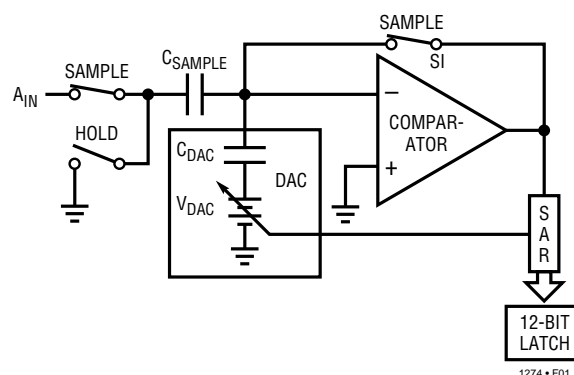 SAMPLE
SI
C_SAMPLE
SAMPLE
A_IN
HOLD
–
+
COMPAR-
ATOR
C_DAC
DAC
V_DAC
S
A
R
12-BIT
LATCH
1274 • F01